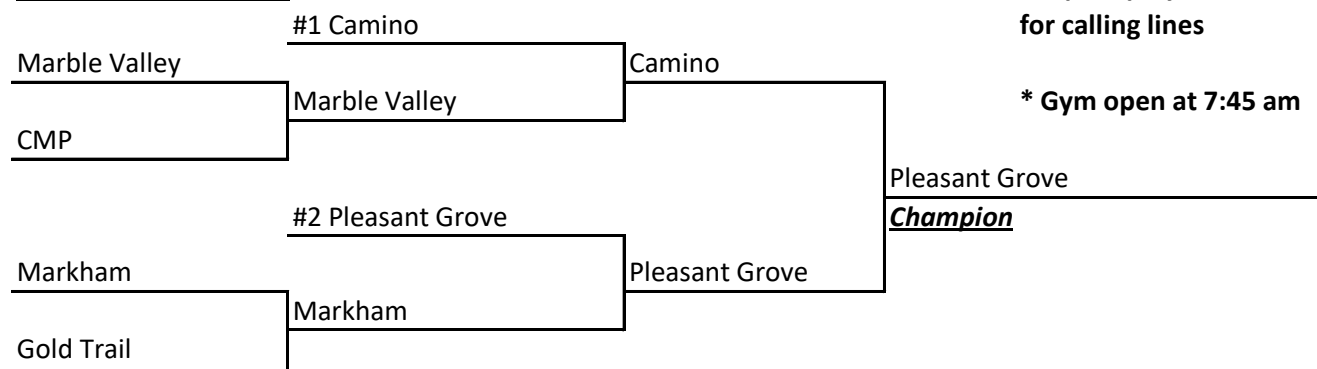 #1 Camino
for calling lines
Marble Valley
Camino
Marble Valley
* Gym open at 7:45 am
CMP
Pleasant Grove
#2 Pleasant Grove
Champion
Markham
Pleasant Grove
Markham
Gold Trail